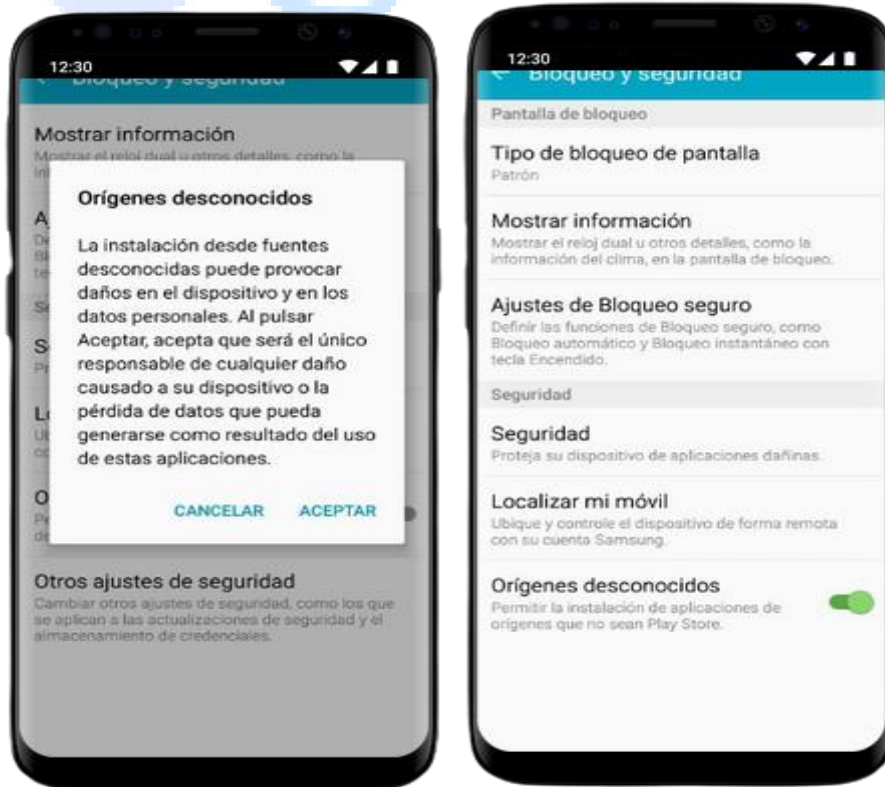 12:30
Bloqueo y seguridad
Mostrar información
Mostrar el reloj dual u otros detalles, como la
Orígenes desconocidos
La instalación desde fuentes
desconocidas puede provocar
daños en el dispositivo y en los
datos personales. Al pulsar
Aceptar, acepta que será el único
responsable de cualquier daño
causado a su dispositivo o la
pérdida de datos que pueda
generarse como resultado del uso
de estas aplicaciones.
CANCELAR ACEPTAR
Otros ajustes de seguridad
Cambiar otros ajustes de seguridad, como los que
se aplican a las actualizaciones de seguridad y el
almacenamiento de credenciales.
12:30
Bloqueo y seguridad
Pantalla de bloqueo
Tipo de bloqueo de pantalla
Patrón
Mostrar información
Mostrar el reloj dual u otros detalles, como la
información del clima, en la pantalla de bloqueo.
Ajustes de Bloqueo seguro
Definir las funciones de Bloqueo seguro, como
Bloqueo automático y Bloqueo instantáneo con
tecla Encendido.
Seguridad
Seguridad
Proteja su dispositivo de aplicaciones dañinas.
Localizar mi móvil
Ubique y controle el dispositivo de forma remota
con su cuenta Samsung.
Orígenes desconocidos
Permitir la instalación de aplicaciones de
orígenes que no sean Play Store.